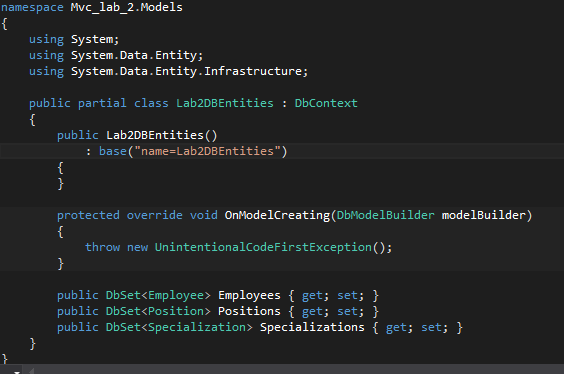 namespace Mvc_lab_2.Models
{
    using System;
    using System.Data.Entity;
    using System.Data.Entity.Infrastructure;

    public partial class Lab2DBEntities : DbContext
    {
        public Lab2DBEntities()
            : base("name=Lab2DBEntities")
        {
        }

        protected override void OnModelCreating(DbModelBuilder modelBuilder)
        {
            throw new UnintentionalCodeFirstException();
        }

        public DbSet<Employee> Employees { get; set; }
        public DbSet<Position> Positions { get; set; }
        public DbSet<Specialization> Specializations { get; set; }
    }
}